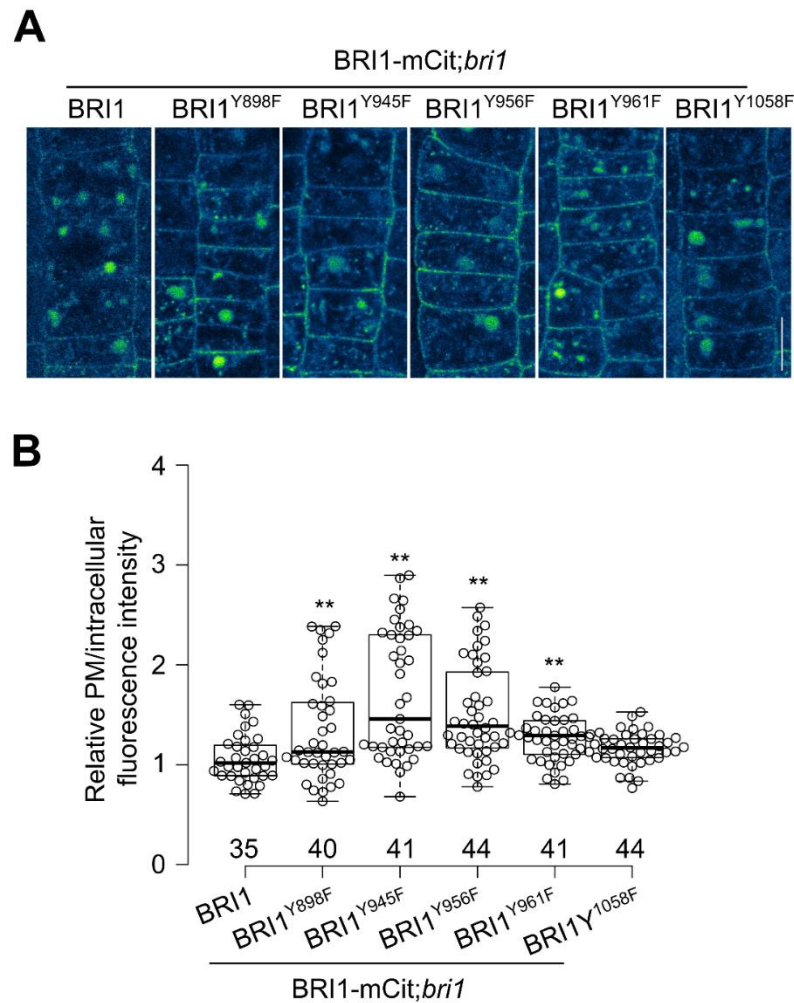 A
BRI1-mCit;bri1
BRI1 BRI1Y898F BRI1Y945F BRI1Y956F BRI1Y961F BRI1Y1058F
B
Relative PM/intracellular
fluorescence intensity
4
3
2
1
0
** ** ** **
35 40 41 44 41 44
BRI1 BRI1Y898F BRI1Y945F BRI1Y956F BRI1Y961F BRI1Y1058F
BRI1-mCit;bri1